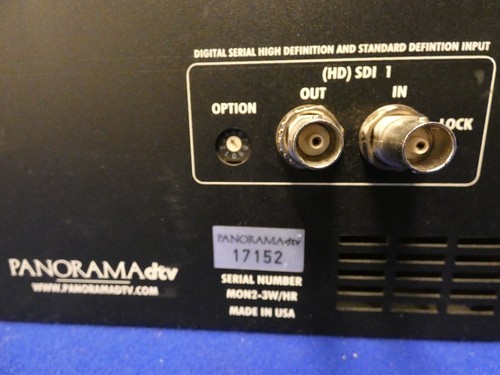 DIGITAL SERIAL HIGH DEFINITION AND STANDARD DEFINTION INPUT
(HD) SDI 1
OPTION
OUT
IN
LOCK
PANORAMAdtv
17152
PANORAMAdtv
WWW.PANORAMADTV.COM
SERIAL NUMBER
MON2-3W/HR
MADE IN USA